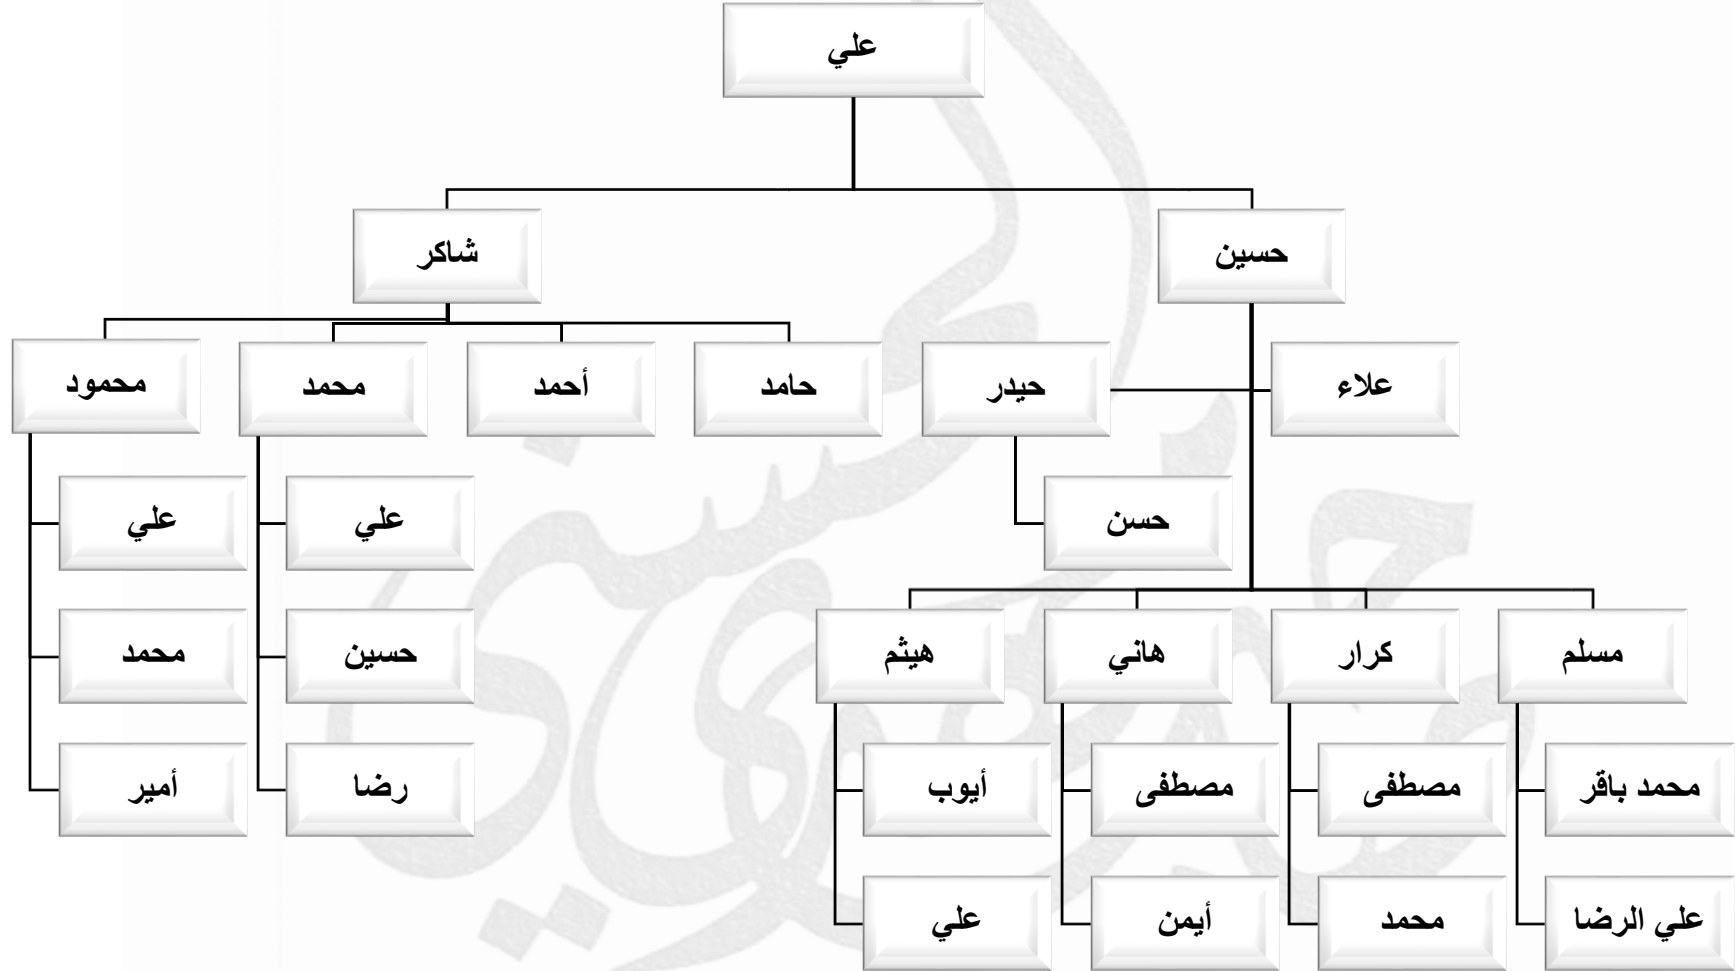 علي
حسين
شاكر
علاء
حيدر
حامد
أحمد
محمد
محمود
حسن
علي
علي
مسلم
كرار
هاني
هيثم
حسين
محمد
محمد باقر
مصطفى
مصطفى
أيوب
رضا
أمير
علي الرضا
محمد
أيمن
علي